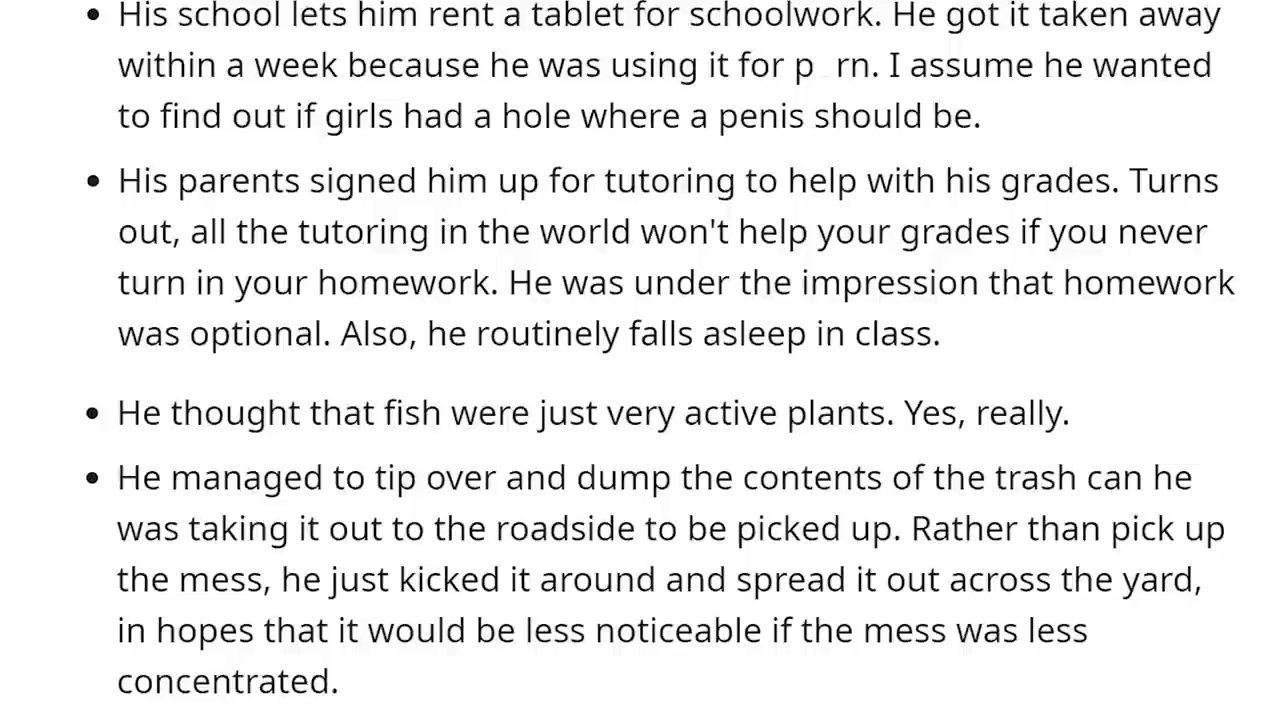 • His school lets him rent a tablet for schoolwork. He got it taken away
within a week because he was using it for p rn. I assume he wanted
to find out if girls had a hole where a penis should be.
• His parents signed him up for tutoring to help with his grades. Turns
out, all the tutoring in the world won't help your grades if you never
turn in your homework. He was under the impression that homework
was optional. Also, he routinely falls asleep in class.
• He thought that fish were just very active plants. Yes, really.
• He managed to tip over and dump the contents of the trash can he
was taking it out to the roadside to be picked up. Rather than pick up
the mess, he just kicked it around and spread it out across the yard,
in hopes that it would be less noticeable if the mess was less
concentrated.